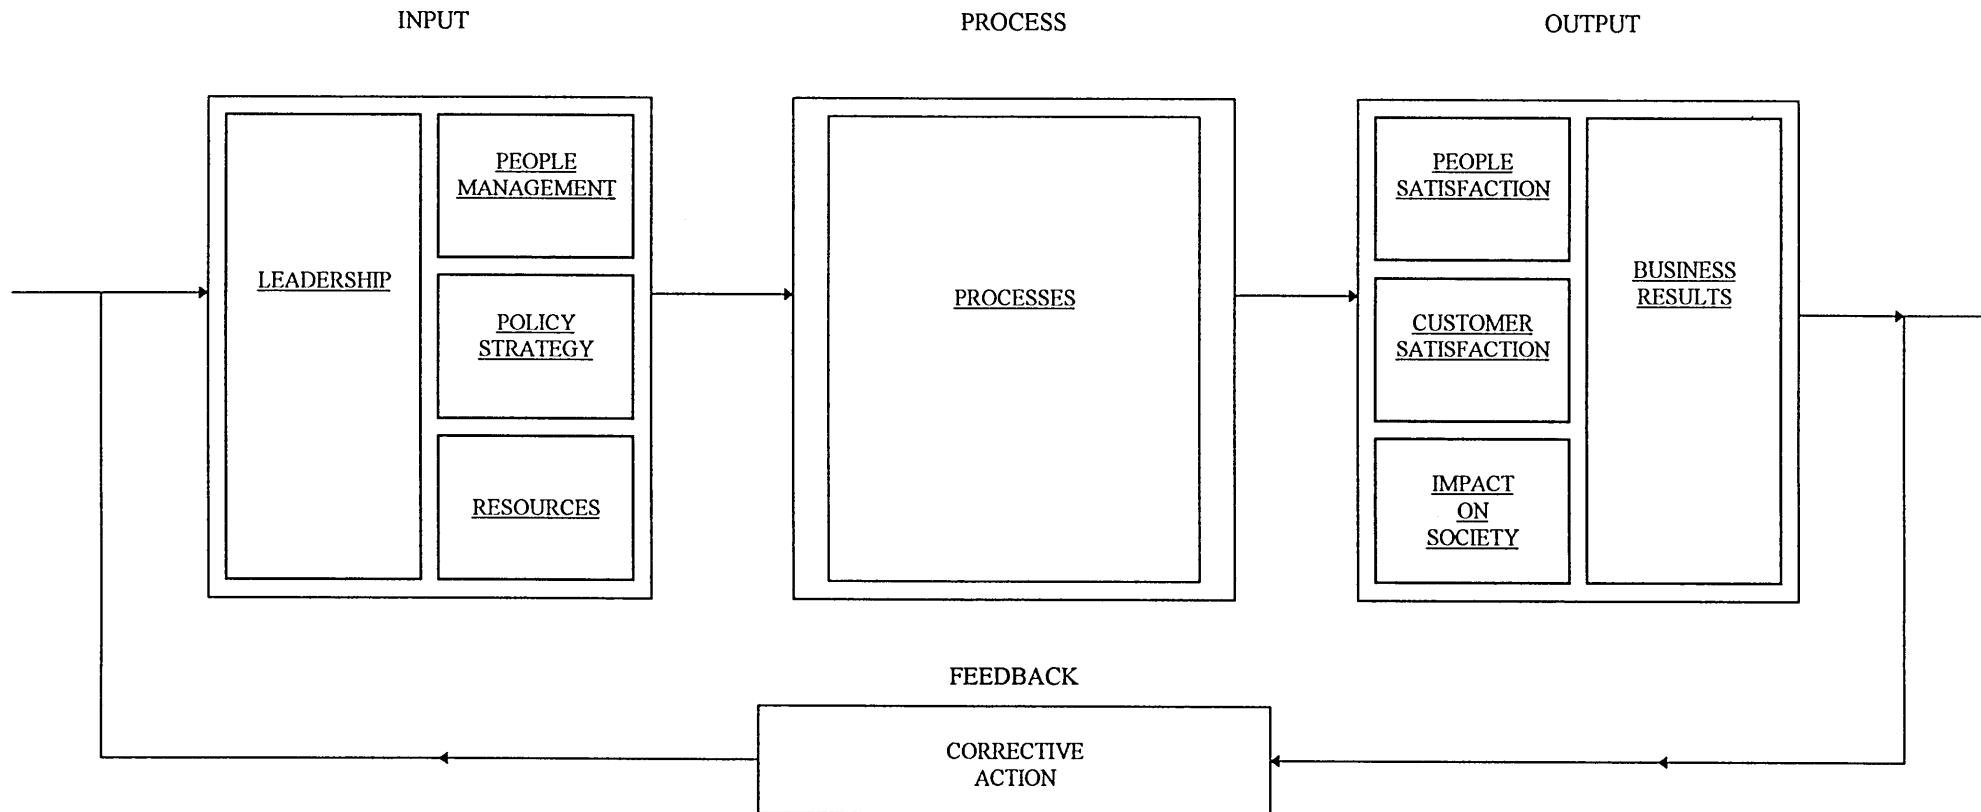 INPUT
PROCESS
OUTPUT
LEADERSHIP
PEOPLE
MANAGEMENT
POLICY
STRATEGY
RESOURCES
PROCESSES
PEOPLE
SATISFACTION
CUSTOMER
SATISFACTION
IMPACT
ON
SOCIETY
BUSINESS
RESULTS
FEEDBACK
CORRECTIVE
ACTION